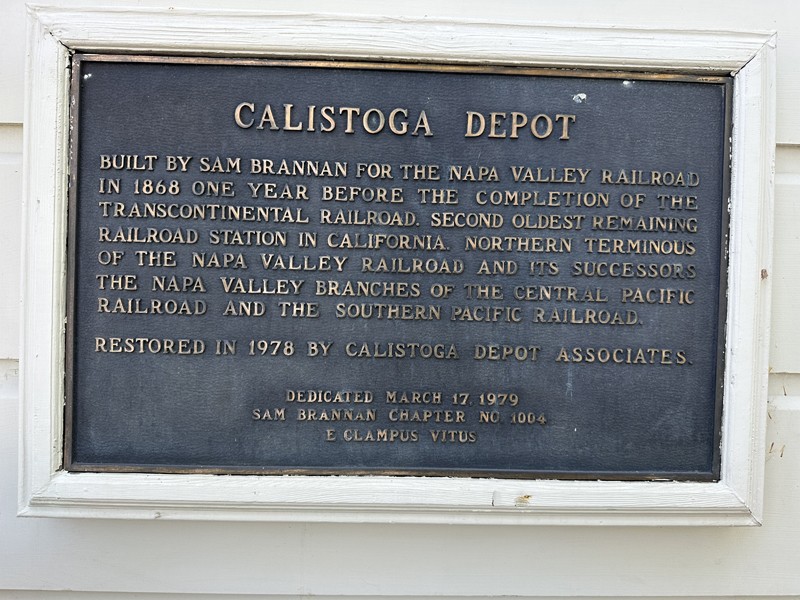 CALISTOGA DEPOT
BUILT BY SAM BRANNAN FOR THE NAPA VALLEY RAILROAD
IN 1868 ONE YEAR BEFORE THE COMPLETION OF THE
TRANSCONTINENTAL RAILROAD. SECOND OLDEST REMAINING
RAILROAD STATION IN CALIFORNIA. NORTHERN TERMINOUS
OF THE NAPA VALLEY RAILROAD AND ITS SUCCESSORS
THE NAPA VALLEY BRANCHES OF THE CENTRAL PACIFIC
RAILROAD AND THE SOUTHERN PACIFIC RAILROAD.
RESTORED IN 1978 BY CALISTOGA DEPOT ASSOCIATES.
DEDICATED MARCH 17, 1979
SAM BRANNAN CHAPTER NO. 1004
E CLAMPUS VITUS